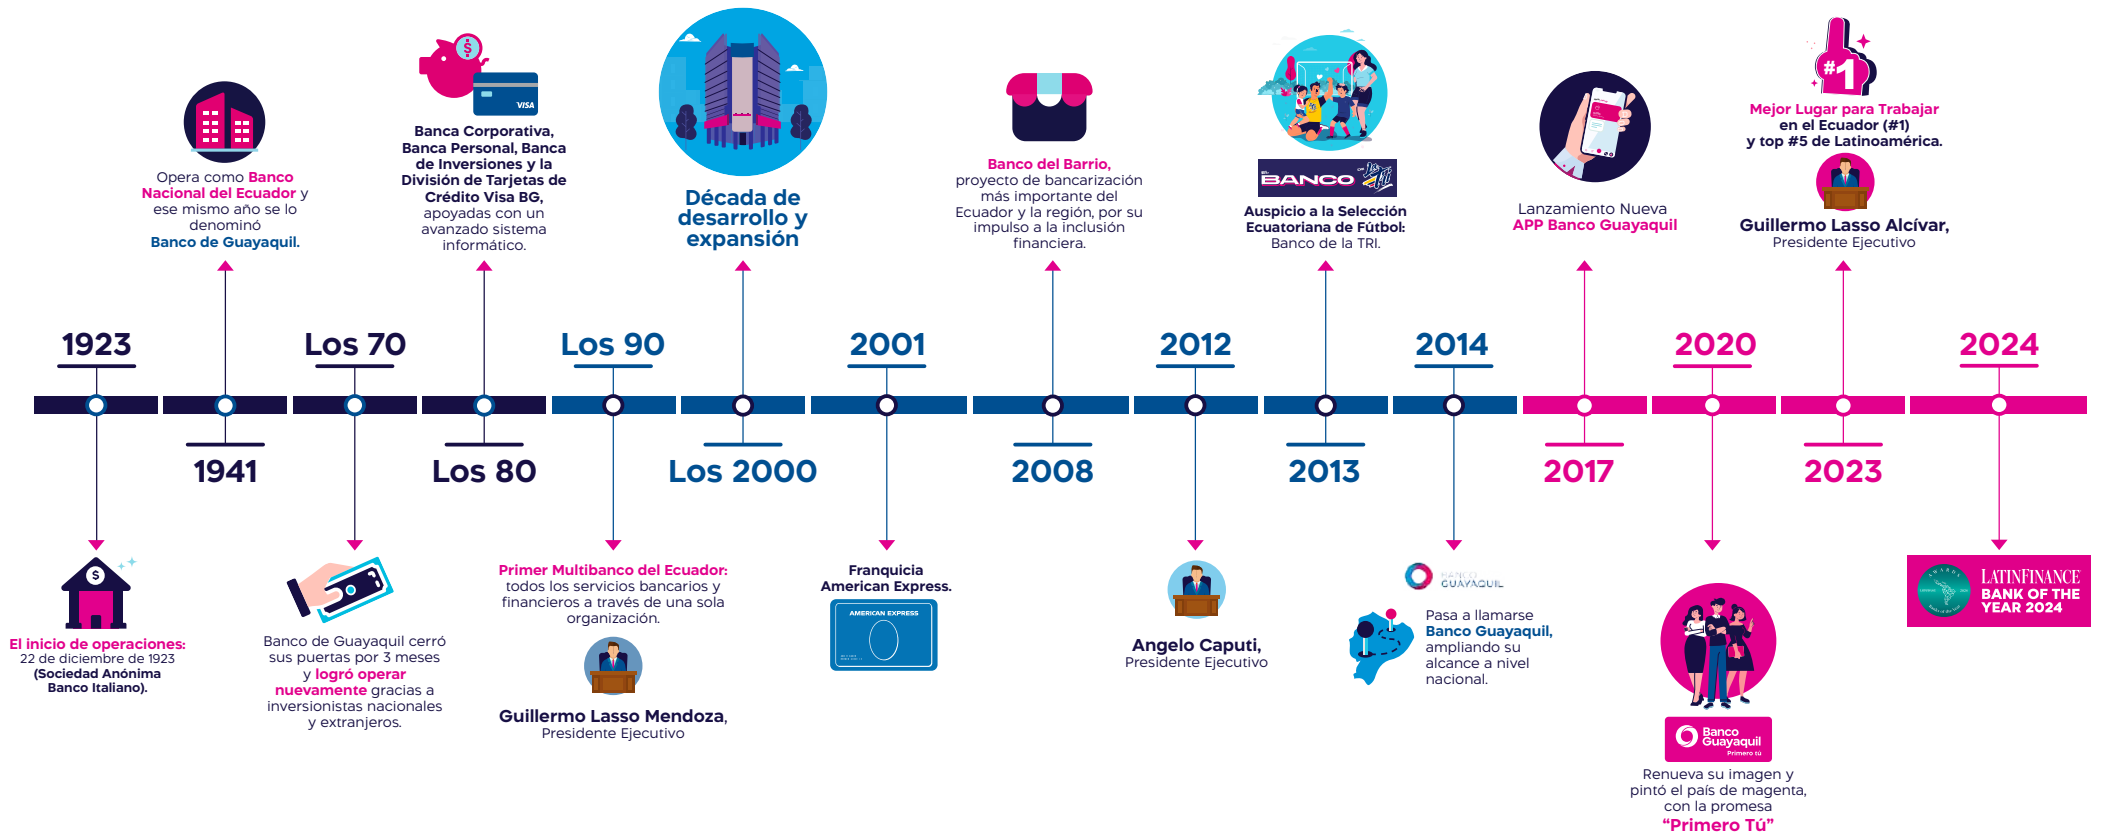 1923
El inicio de operaciones:
22 de diciembre de 1923
(Sociedad Anónima
Banco Italiano).
Opera como Banco
Nacional del Ecuador y
ese mismo año se lo
denominó
Banco de Guayaquil.
1941
Los 70
Banco de Guayaquil cerró
sus puertas por 3 meses
y logró operar
nuevamente gracias a
inversionistas nacionales
y extranjeros.
VISA
Banca Corporativa,
Banca Personal, Banca
de Inversiones y la
División de Tarjetas de
Crédito Visa BG,
apoyadas con un
avanzado sistema
informático.
Los 80
Los 90
Primer Multibanco del Ecuador:
todos los servicios bancarios y
financieros a través de una sola
organización.
Guillermo Lasso Mendoza,
Presidente Ejecutivo
Década de
desarrollo y
expansión
Los 2000
2001
Franquicia
American Express.
AMERICAN EXPRESS
Banco del Barrio,
proyecto de bancarización
más importante del
Ecuador y la región, por su
impulso a la inclusión
financiera.
2008
2012
Angelo Caputi,
Presidente Ejecutivo
BANCO
Auspicio a la Selección
Ecuatoriana de Fútbol:
Banco de la TRI.
2013
2014
BANCO
GUAYAQUIL
Pasa a llamarse
Banco Guayaquil,
ampliando su
alcance a nivel
nacional.
Lanzamiento Nueva
APP Banco Guayaquil
2017
2020
Banco
Guayaquil
Primero tú
Renueva su imagen y
pintó el país de magenta,
con la promesa
“Primero Tú”
#1
Mejor Lugar para Trabajar
en el Ecuador (#1)
y top #5 de Latinoamérica.
Guillermo Lasso Alcívar,
Presidente Ejecutivo
2023
2024
AWARDS
LATINFINANCE
BANK OF THE
YEAR 2024